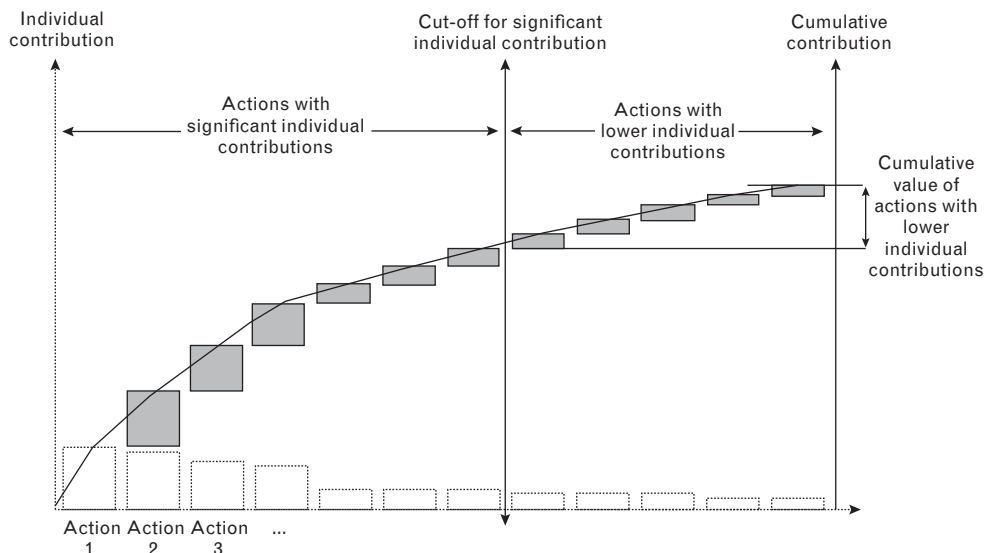 Individual
contribution
Cut-off for significant
individual contribution
Cumulative
contribution
Actions with
significant individual
contributions
Actions with
lower individual
contributions
Cumulative
value of
actions with
lower
individual
contributions
Action
1
Action
2
Action
3
...